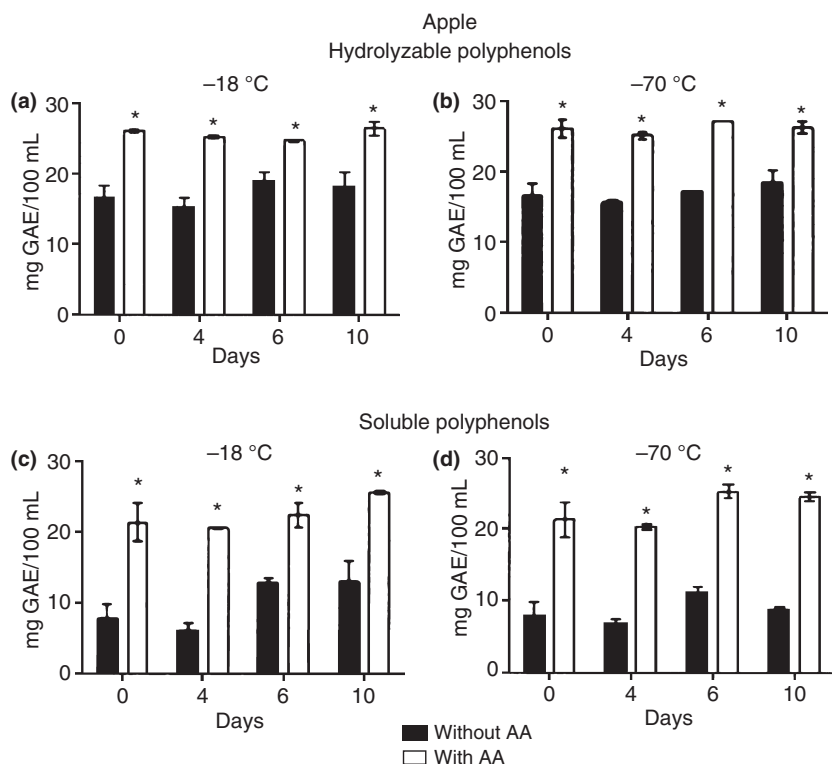 Apple
Hydrolyzable polyphenols
(a)
–18 °C
30
20
10
0
mg GAE/100 mL
* * * *
0 4 6 10
Days
(b)
–70 °C
30
20
10
0
mg GAE/100 mL
* * * *
0 4 6 10
Days
Soluble polyphenols
(c)
–18 °C
30
20
10
0
mg GAE/100 mL
* * * *
0 4 6 10
Days
(d)
–70 °C
30
20
10
0
mg GAE/100 mL
* * * *
0 4 6 10
Days
Without AA
With AA